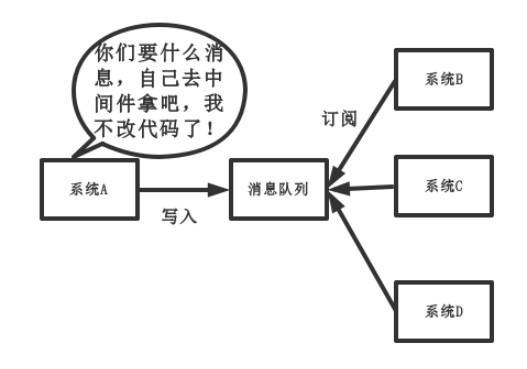 你们要什么消
息，自己去中
间件拿吧，我
不改代码了！
系统B
订阅
系统A
消息队列
系统C
写入
系统D